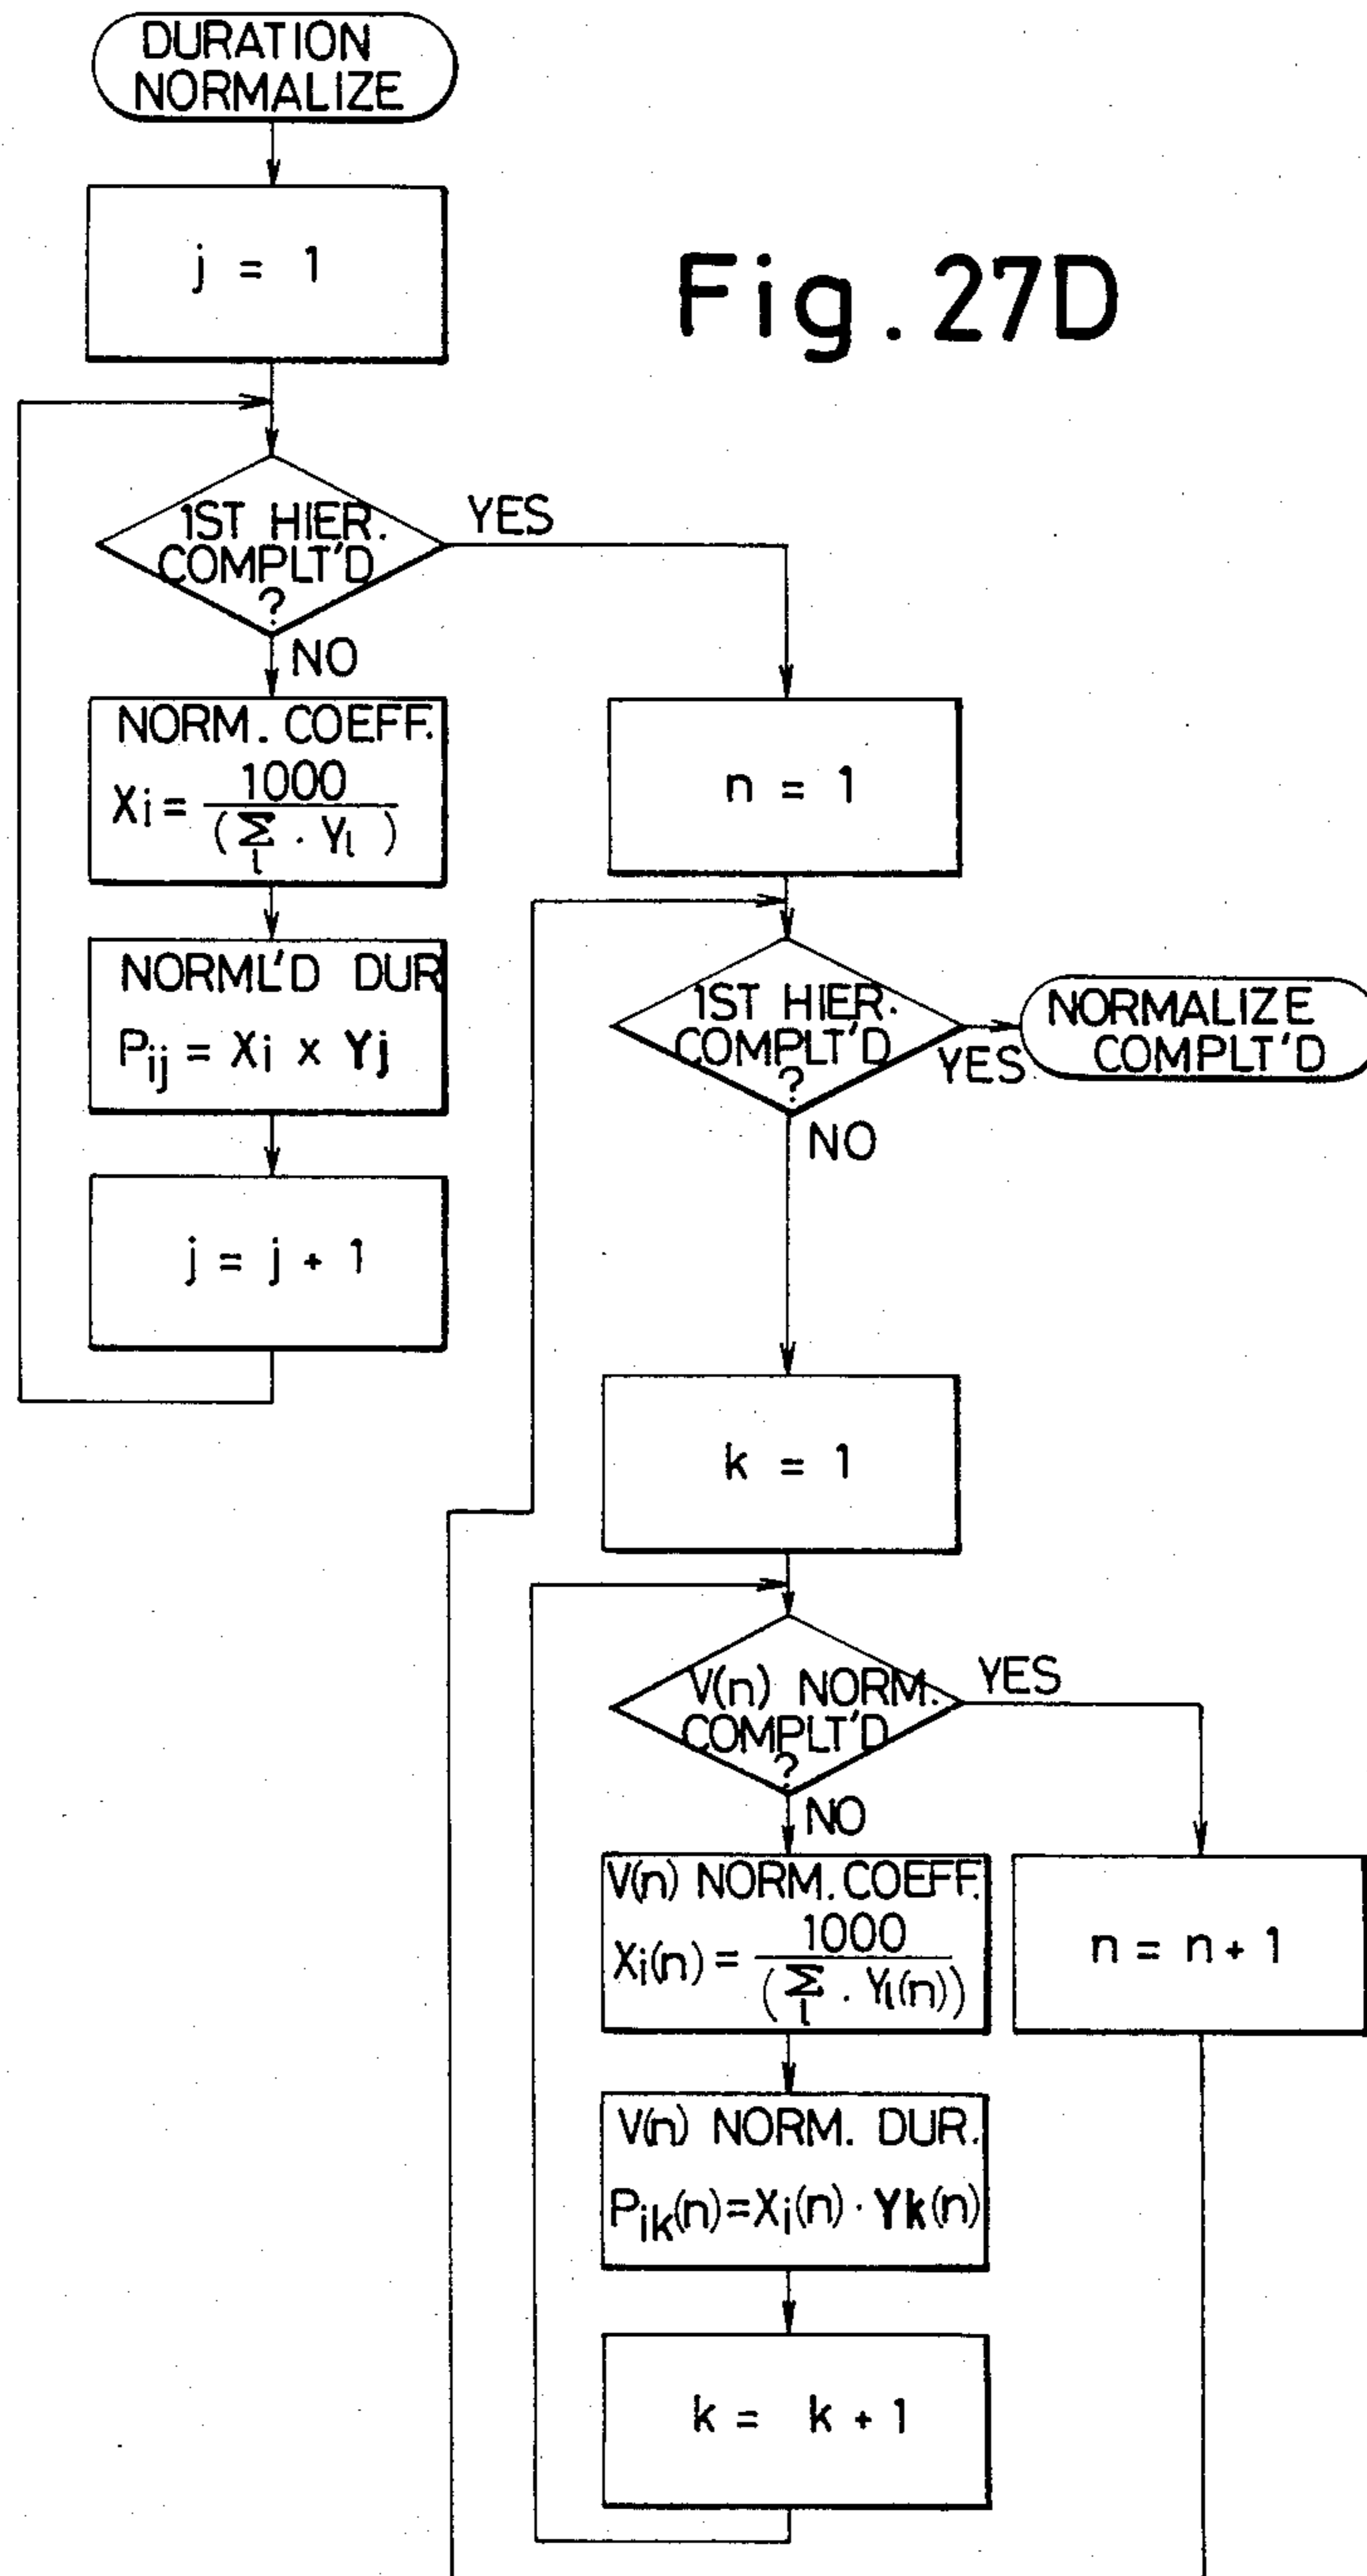 DURATION
NORMALIZE
j = 1
Fig. 27D
1ST HIER.
COMPLT'D
?
YES
NO
NORM. COEFF.
Xi = 1000
(Σ l . Yl )
NORML'D DUR
Pij = Xi x Yj
j = j + 1
n = 1
1ST HIER.
COMPLT'D
?
YES
NO
NORMALIZE
COMPLT'D
k = 1
V(n) NORM.
COMPLT'D
?
YES
NO
V(n) NORM. COEFF.
Xi(n) = 1000
(Σ l . Yl(n))
n = n + 1
V(n) NORM. DUR.
Pik(n) = Xi(n) · Yk(n)
k = k + 1